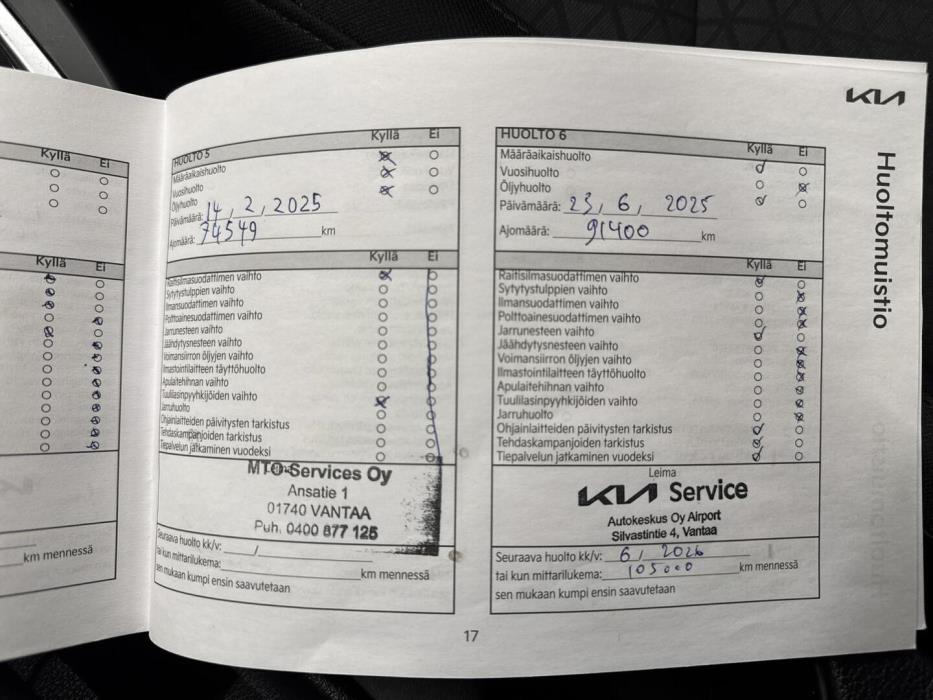 KIA
Huoltomuistio
Kyllä Ei
Kyllä Ei
km mennessä
HUOLTO 5 Kyllä Ei
Määräaikaishuolto
Vuosihuolto
Öljyhuolto
Päivämäärä: 14, 2, 2025
Ajomäärä: 74549 km
Kyllä Ei
Raitisilmasuodattimen vaihto
Sytytystulppien vaihto
Ilmansuodattimen vaihto
Polttoainesuodattimen vaihto
Jarrunesteen vaihto
Jäähdytysnesteen vaihto
Voimansiirron öljyjen vaihto
Ilmastointilaitteen täyttöhuolto
Apulaitehihnan vaihto
Tuulilasinpyyhkijöiden vaihto
Jarruhuolto
Ohjainlaitteiden päivitysten tarkistus
Tehdaskampanjoiden tarkistus
Tiepalvelun jatkaminen vuodeksi
MTO-Services Oy
Ansatie 1
01740 VANTAA
Puh. 0400 877 125
Seuraava huolto kk/v: /
tai kun mittarilukema: km mennessä
sen mukaan kumpi ensin saavutetaan
HUOLTO 6 Kyllä Ei
Määräaikaishuolto
Vuosihuolto
Öljyhuolto
Päivämäärä: 23, 6, 2025
Ajomäärä: 91400 km
Kyllä Ei
Raitisilmasuodattimen vaihto
Sytytystulppien vaihto
Ilmansuodattimen vaihto
Polttoainesuodattimen vaihto
Jarrunesteen vaihto
Jäähdytysnesteen vaihto
Voimansiirron öljyjen vaihto
Ilmastointilaitteen täyttöhuolto
Apulaitehihnan vaihto
Tuulilasinpyyhkijöiden vaihto
Jarruhuolto
Ohjainlaitteiden päivitysten tarkistus
Tehdaskampanjoiden tarkistus
Tiepalvelun jatkaminen vuodeksi
Leima
KIA Service
Autokeskus Oy Airport
Silvastintie 4, Vantaa
Seuraava huolto kk/v: 6 / 2026
tai kun mittarilukema: 105000 km mennessä
sen mukaan kumpi ensin saavutetaan
17